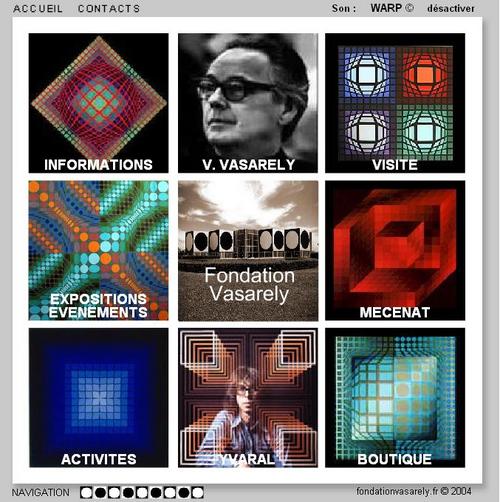 ACCUEIL CONTACTS Son : WARP © désactiver
INFORMATIONS
V. VASARELY
VISITE
EXPOSITIONS
EVENEMENTS
Fondation
Vasarely
MECENAT
ACTIVITES
YVARAL
BOUTIQUE
NAVIGATION
fondationvasarely.fr © 2004